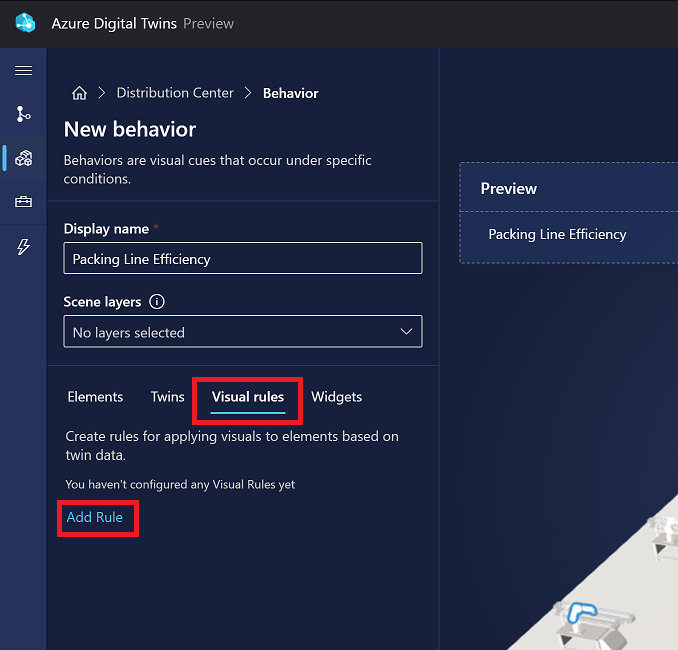 Azure Digital Twins Preview
Distribution Center > Behavior
New behavior
Behaviors are visual cues that occur under specific
conditions.
Display name *
Packing Line Efficiency
Scene layers
No layers selected
Elements Twins Visual rules Widgets
Create rules for applying visuals to elements based on
twin data.
You haven't configured any Visual Rules yet
Add Rule
Preview
Packing Line Efficiency